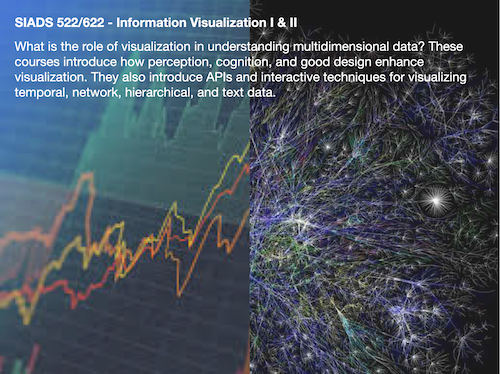 SIADS 522/622 - Information Visualization I & II
What is the role of visualization in understanding multidimensional data? These
courses introduce how perception, cognition, and good design enhance
visualization. They also introduce APIs and interactive techniques for visualizing
temporal, network, hierarchical, and text data.